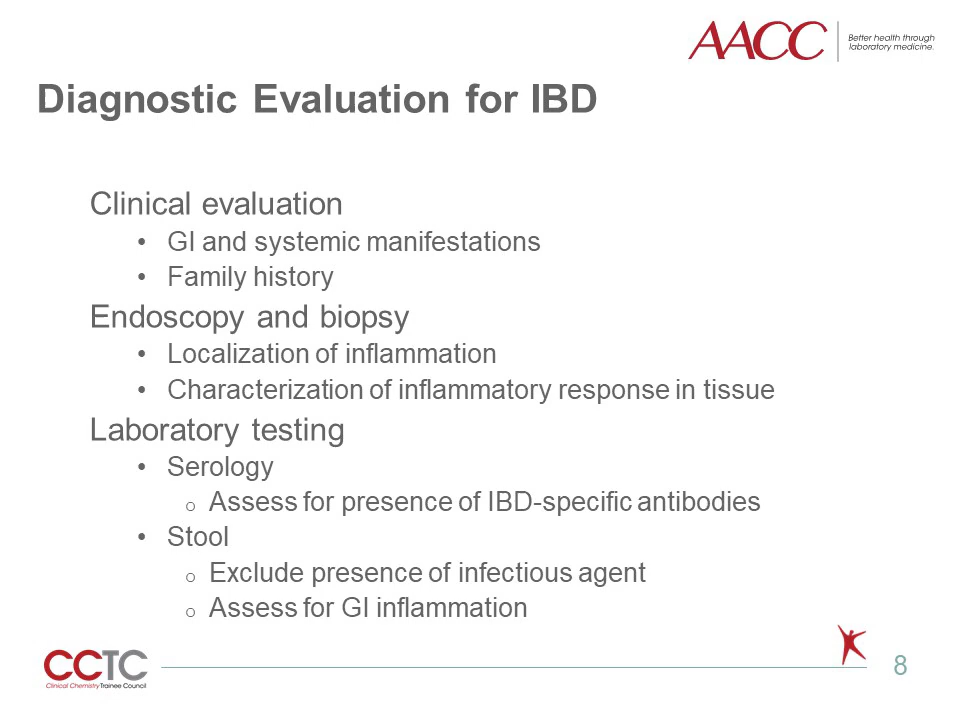 AACC
Better health through
laboratory medicine.
Diagnostic Evaluation for IBD
Clinical evaluation
• GI and systemic manifestations
• Family history
Endoscopy and biopsy
• Localization of inflammation
• Characterization of inflammatory response in tissue
Laboratory testing
• Serology
o Assess for presence of IBD-specific antibodies
• Stool
o Exclude presence of infectious agent
o Assess for GI inflammation
CCTC
Clinical Chemistry Trainee Council
8